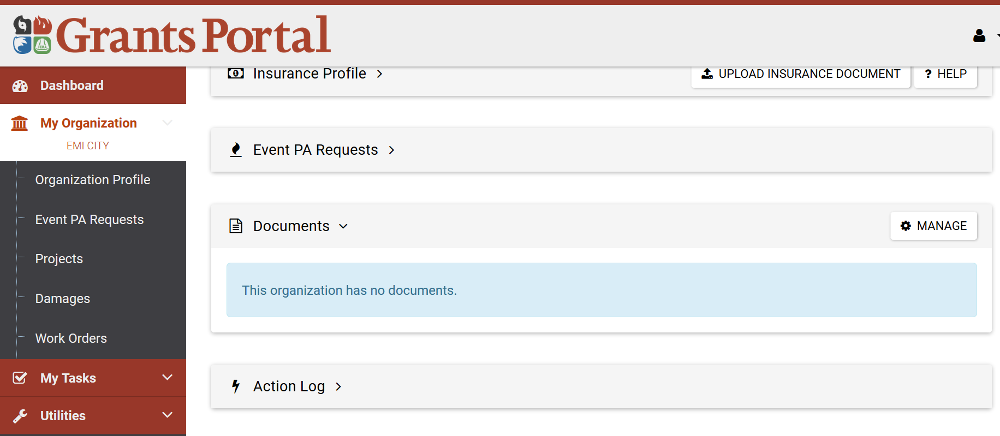 FEMA
Grants Portal
Dashboard
My Organization
EMI CITY
Organization Profile
Event PA Requests
Projects
Damages
Work Orders
My Tasks
Utilities
Insurance Profile
UPLOAD INSURANCE DOCUMENT
? HELP
Event PA Requests
Documents
MANAGE
This organization has no documents.
Action Log